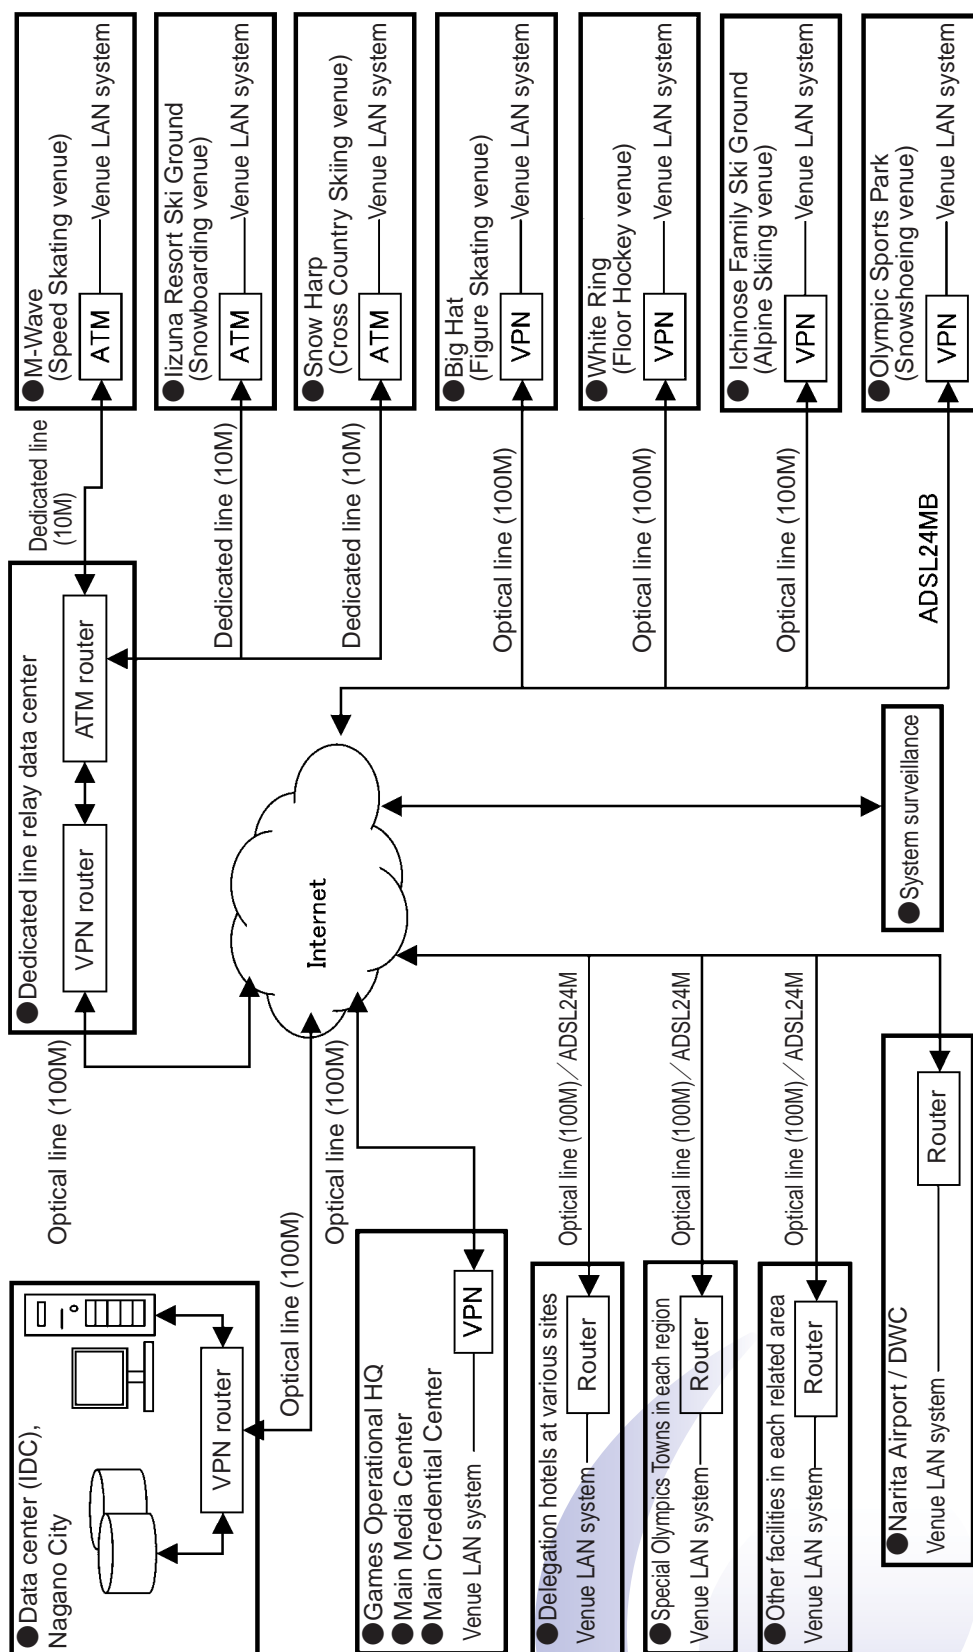 ●Data center (IDC),
Nagano City
VPN router
Optical line (100M)
●Dedicated line relay data center
VPN router
ATM router
Dedicated line
(10M)
●M-Wave
(Speed Skating venue)
ATM
Venue LAN system
Dedicated line (10M)
●Iizuna Resort Ski Ground
(Snowboarding venue)
ATM
Venue LAN system
Dedicated line (10M)
●Snow Harp
(Cross Country Skiing venue)
ATM
Venue LAN system
Optical line (100M)
Optical line (100M)
Internet
●Games Operational HQ
●Main Media Center
●Main Credential Center
Venue LAN system
VPN
Optical line (100M)
●Big Hat
(Figure Skating venue)
VPN
Venue LAN system
Optical line (100M)
●White Ring
(Floor Hockey venue)
VPN
Venue LAN system
Optical line (100M)
●Ichinose Family Ski Ground
(Alpine Skiing venue)
VPN
Venue LAN system
ADSL24MB
●Olympic Sports Park
(Snowshoeing venue)
VPN
Venue LAN system
●Delegation hotels at various sites
Venue LAN system
Router
Optical line (100M)／ADSL24M
●Special Olympics Towns in each region
Venue LAN system
Router
Optical line (100M)／ADSL24M
●Other facilities in each related area
Venue LAN system
Router
Optical line (100M)／ADSL24M
●Narita Airport / DWC
Venue LAN system
Router
●System surveillance